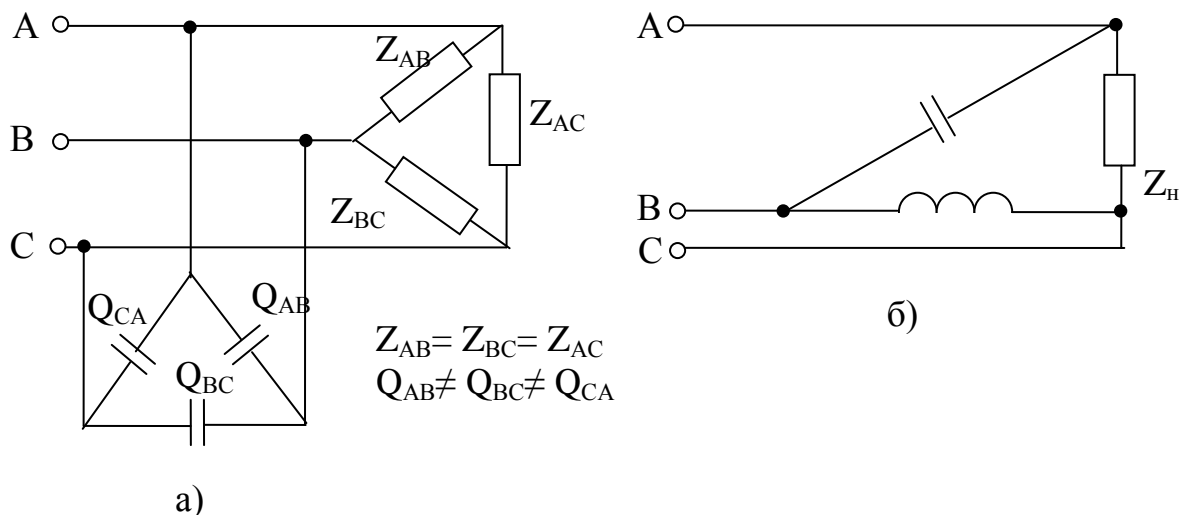 A
Z_AB
Z_AC
B
Z_BC
C
Q_CA
Q_AB
Q_BC
Z_AB= Z_BC= Z_AC
Q_AB≠ Q_BC≠ Q_CA
а)
A
Z_н
B
C
б)